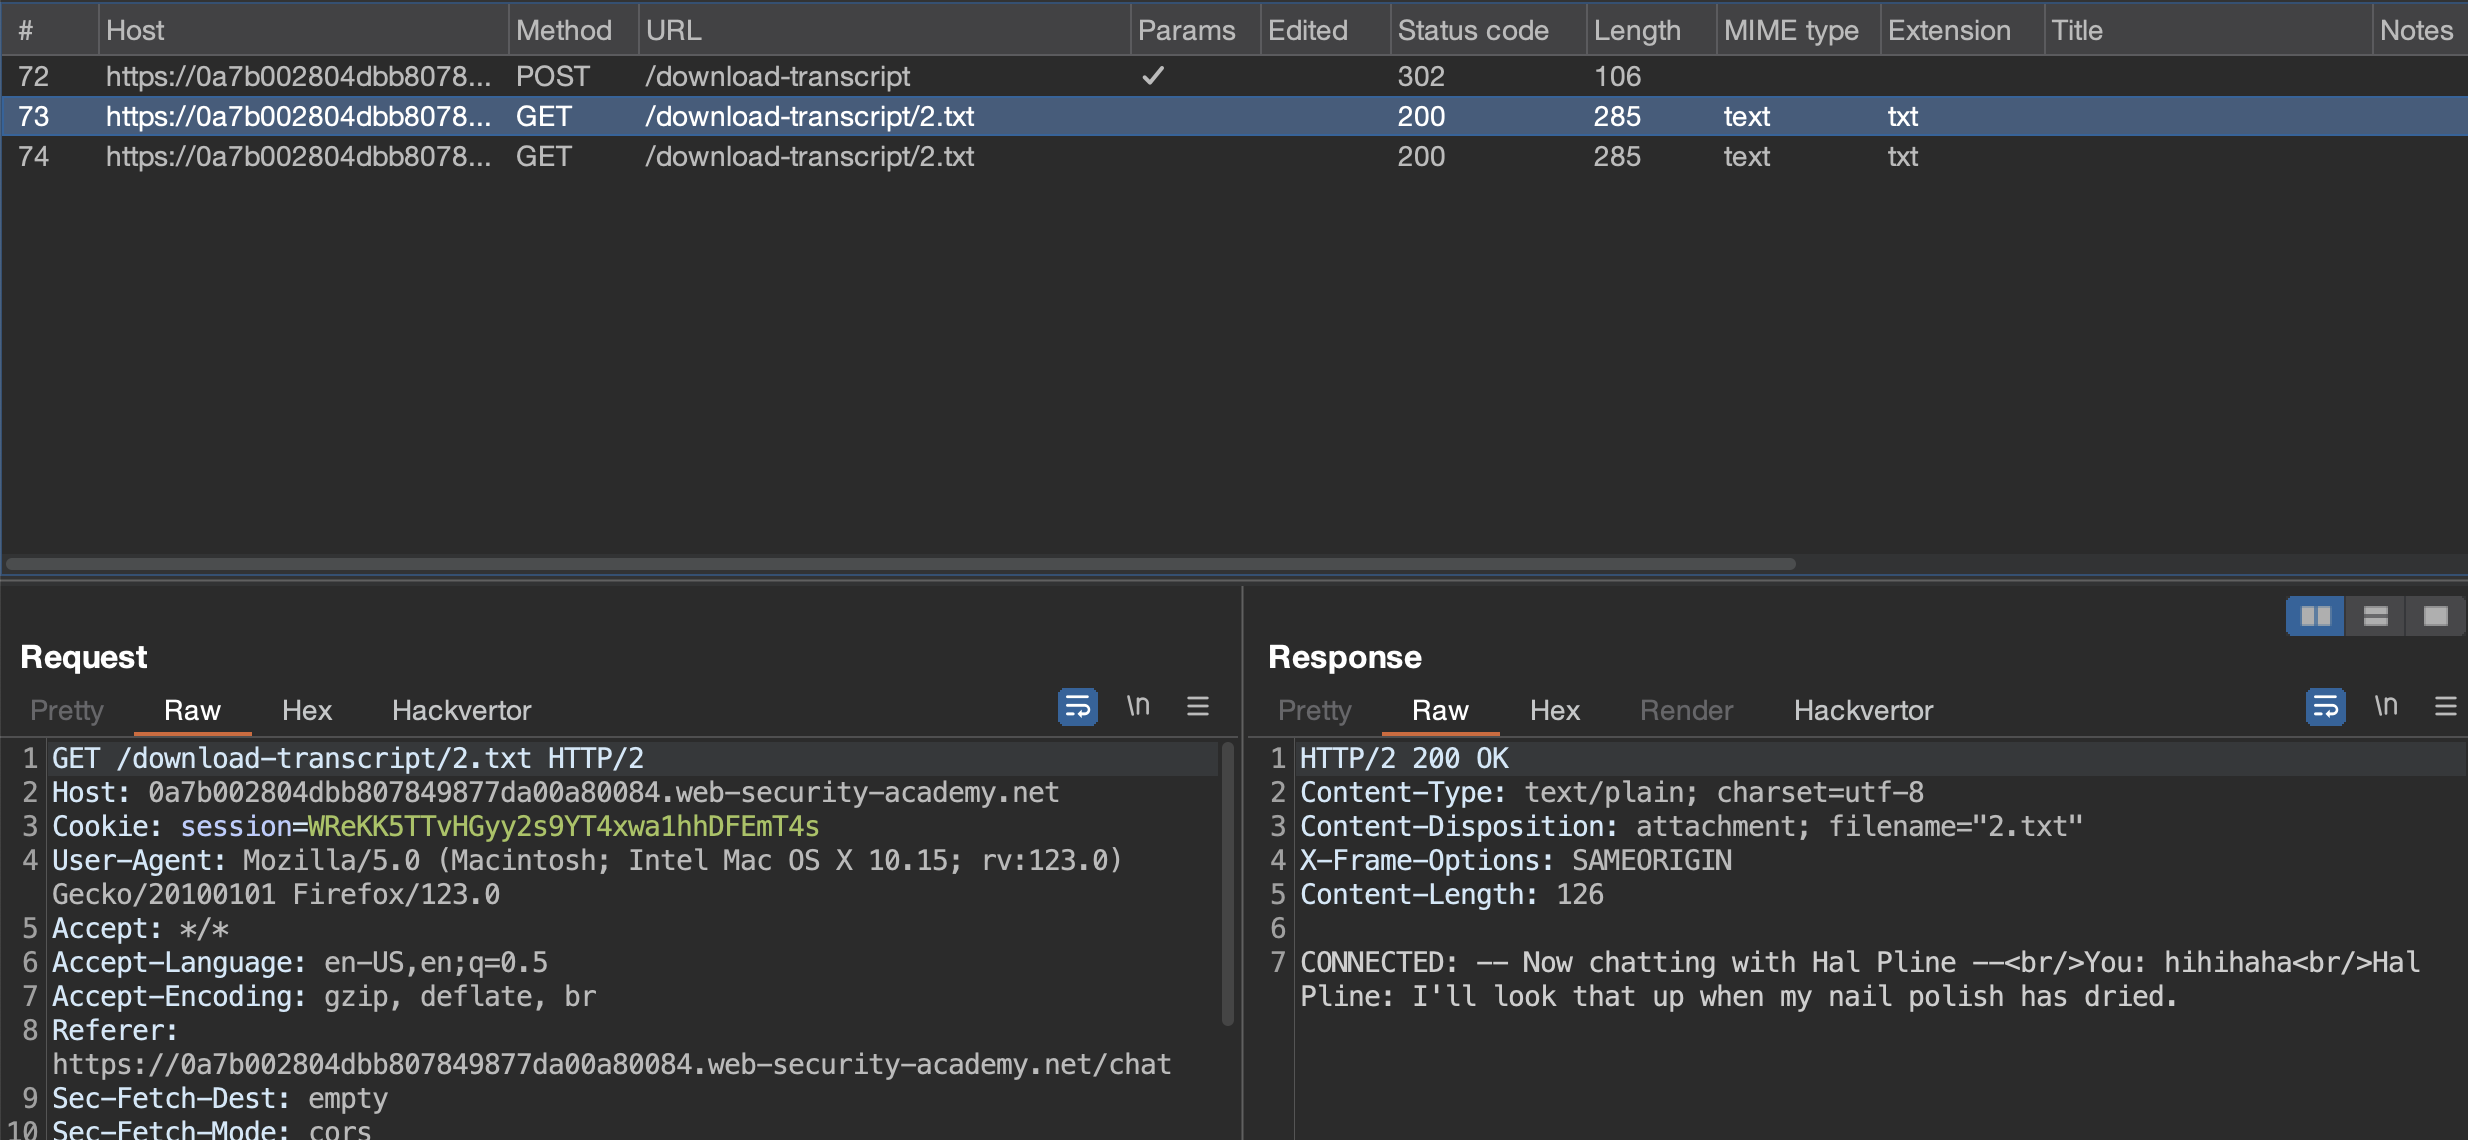 # Host Method URL Params Edited Status code Length MIME type Extension Title Notes
72 https://0a7b002804dbb8078... POST /download-transcript ✓ 302 106
73 https://0a7b002804dbb8078... GET /download-transcript/2.txt 200 285 text txt
74 https://0a7b002804dbb8078... GET /download-transcript/2.txt 200 285 text txt
Request
Pretty Raw Hex Hackvertor \n
1 GET /download-transcript/2.txt HTTP/2
2 Host: 0a7b002804dbb807849877da00a80084.web-security-academy.net
3 Cookie: session=WReKK5TTvHGyy2s9YT4xwa1hhDFEmT4s
4 User-Agent: Mozilla/5.0 (Macintosh; Intel Mac OS X 10.15; rv:123.0)
Gecko/20100101 Firefox/123.0
5 Accept: */*
6 Accept-Language: en-US,en;q=0.5
7 Accept-Encoding: gzip, deflate, br
8 Referer:
https://0a7b002804dbb807849877da00a80084.web-security-academy.net/chat
9 Sec-Fetch-Dest: empty
10 Sec-Fetch-Mode: cors
Response
Pretty Raw Hex Render Hackvertor \n
1 HTTP/2 200 OK
2 Content-Type: text/plain; charset=utf-8
3 Content-Disposition: attachment; filename="2.txt"
4 X-Frame-Options: SAMEORIGIN
5 Content-Length: 126
6
7 CONNECTED: -- Now chatting with Hal Pline --<br/>You: hihihaha<br/>Hal
Pline: I'll look that up when my nail polish has dried.